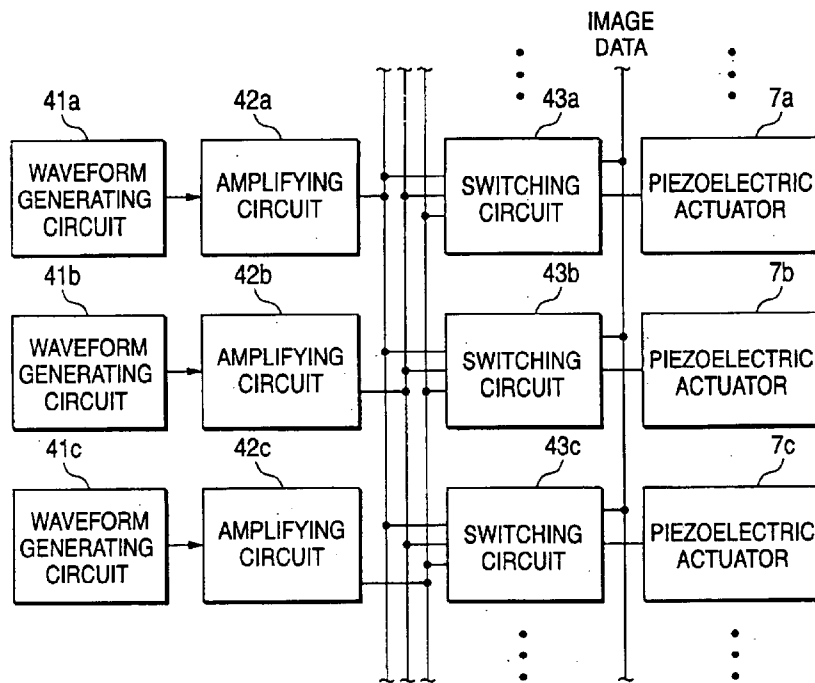 IMAGE
DATA
41a
42a
43a
7a
WAVEFORM
GENERATING
CIRCUIT
AMPLIFYING
CIRCUIT
SWITCHING
CIRCUIT
PIEZOELECTRIC
ACTUATOR
41b
42b
43b
7b
WAVEFORM
GENERATING
CIRCUIT
AMPLIFYING
CIRCUIT
SWITCHING
CIRCUIT
PIEZOELECTRIC
ACTUATOR
41c
42c
43c
7c
WAVEFORM
GENERATING
CIRCUIT
AMPLIFYING
CIRCUIT
SWITCHING
CIRCUIT
PIEZOELECTRIC
ACTUATOR